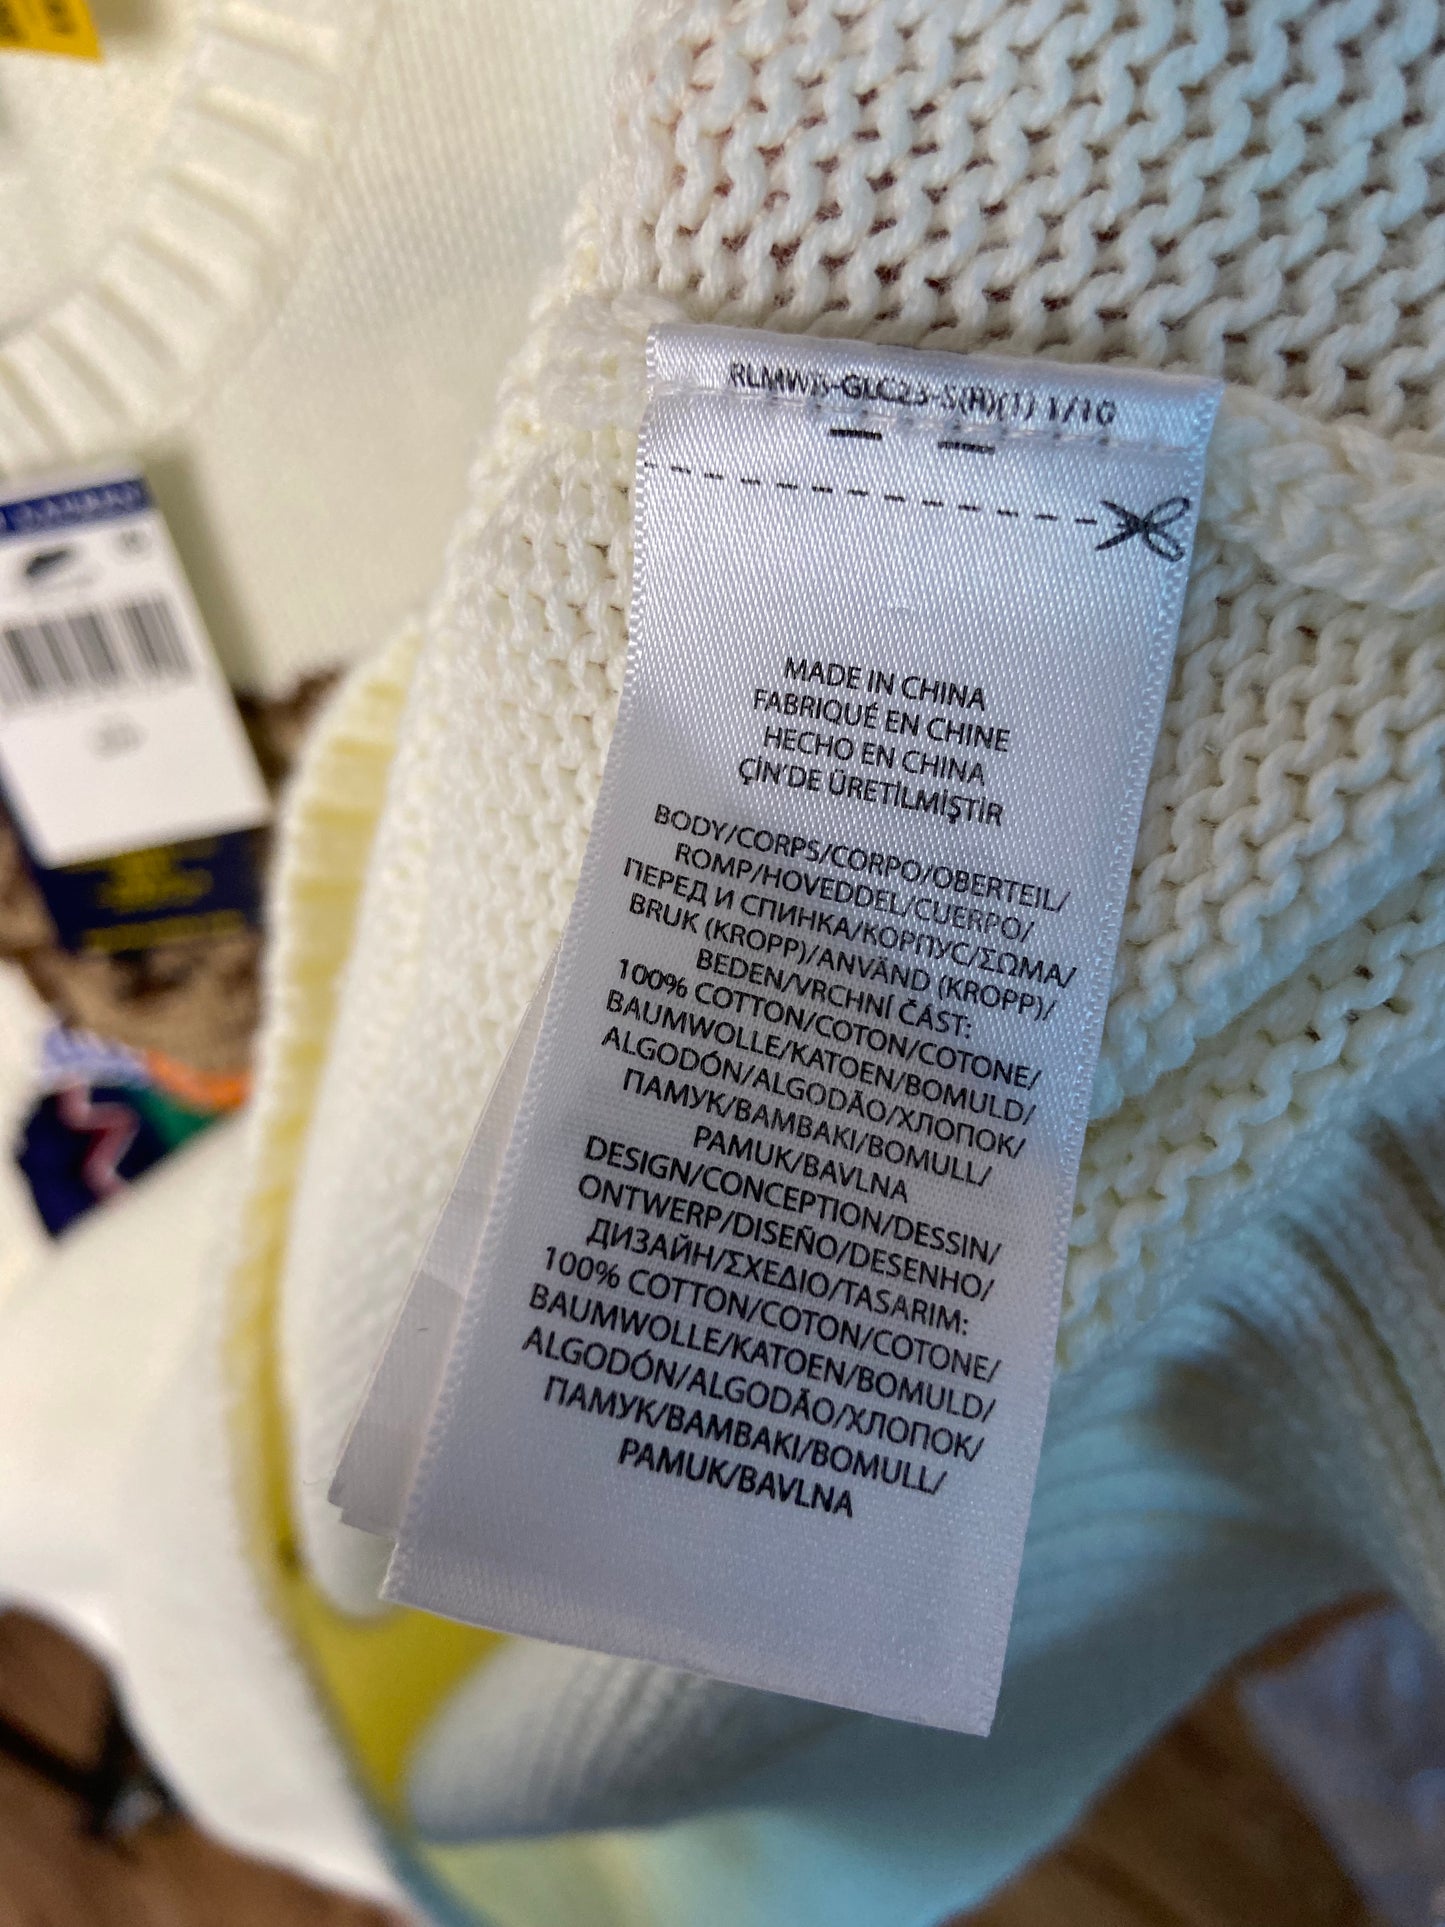 MADE IN CHINA
FABRIQUÉ EN CHINE
HECHO EN CHINA
ÇİN'DE ÜRETİLMİŞTİR
BODY/CORPS/CORPO/OBERTEIL/
ROMP/HOVEDDEL/CUERPO/
ПЕРЕД И СПИНКА/КОРПУС/ΣΩΜΑ/
BRUK (KROPP)/ANVÄND (KROPP)/
BEDEN/VRCHNÍ ČÁST:
100% COTTON/COTON/COTONE/
BAUMWOLLE/KATOEN/BOMULD/
ALGODÓN/ALGODÃO/ХЛОПОК/
ПАМУК/ΒΑΜΒΑΚΙ/BOMULL/
PAMUK/BAVLNA
DESIGN/CONCEPTION/DESSIN/
ONTWERP/DISEÑO/DESENHO/
ДИЗАЙН/ΣΧΕΔΙΟ/TASARIM:
100% COTTON/COTON/COTONE/
BAUMWOLLE/KATOEN/BOMULD/
ALGODÓN/ALGODÃO/ХЛОПОК/
ПАМУК/ΒΑΜΒΑΚΙ/BOMULL/
PAMUK/BAVLNA